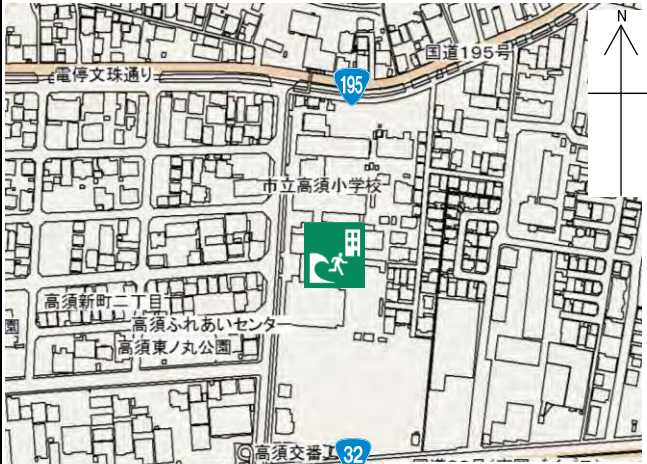 N
国道195号
電停文珠通り
195
市立高須小学校
高須新町二丁目
高須ふれあいセンター
園
高須東ノ丸公園
高須交番
32